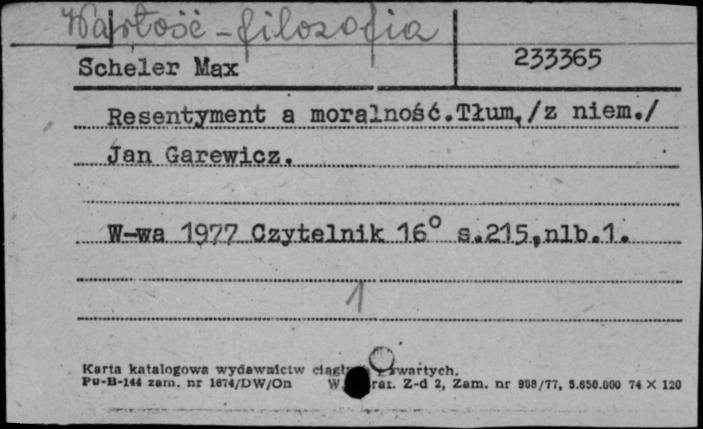 Wartość - filozofia
233365
Scheler Max
Resentyment a moralność.Tłum,/z niem./
Jan Garewicz.
W-wa 1977 Czytelnik 16° s.215,nlb.1.
1
Karta katalogowa wydawnictw zwartych.
Pu-B-144 zam. nr 1674/DW/On Z-d 2, Zam. nr 988/77, 5.650.000 74 × 120